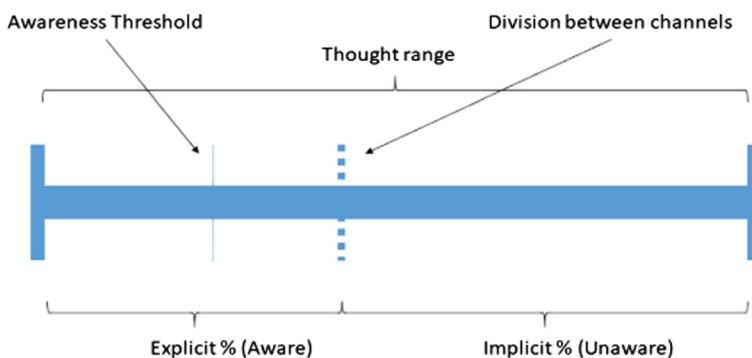 Awareness Threshold
Division between channels
Thought range
Explicit % (Aware)
Implicit % (Unaware)